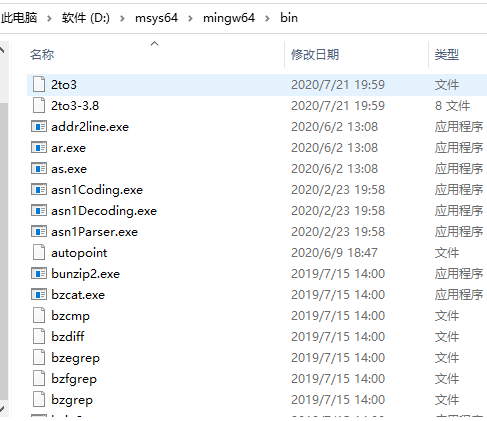 此电脑 › 软件 (D:) › msys64 › mingw64 › bin
名称 修改日期 类型
2to3 2020/7/21 19:59 文件
2to3-3.8 2020/7/21 19:59 8 文件
addr2line.exe 2020/6/2 13:08 应用程序
ar.exe 2020/6/2 13:08 应用程序
as.exe 2020/6/2 13:08 应用程序
asn1Coding.exe 2020/2/23 19:58 应用程序
asn1Decoding.exe 2020/2/23 19:58 应用程序
asn1Parser.exe 2020/2/23 19:58 应用程序
autopoint 2020/6/9 18:47 文件
bunzip2.exe 2019/7/15 14:00 应用程序
bzcat.exe 2019/7/15 14:00 应用程序
bzcmp 2019/7/15 14:00 文件
bzdiff 2019/7/15 14:00 文件
bzegrep 2019/7/15 14:00 文件
bzfgrep 2019/7/15 14:00 文件
bzgrep 2019/7/15 14:00 文件